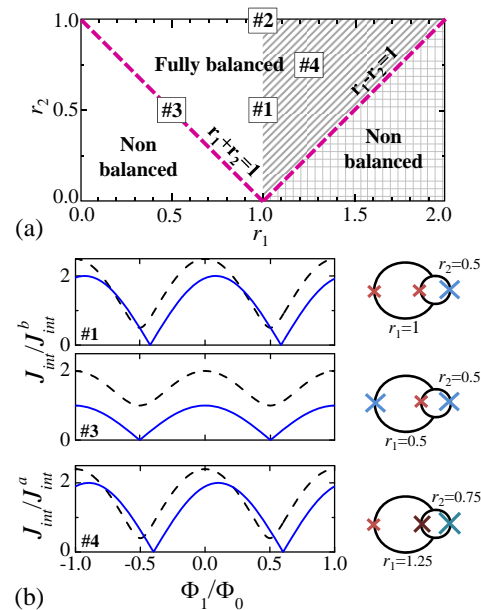 1.0
#2
Fully balanced
#4
r₂
0.5
#3
#1
r₁+r₂=1
r₁-r₂=1
Non
balanced
Non
balanced
0.0
0.0
0.5
1.0
1.5
2.0
r₁
(a)
2
0
#1
r₂=0.5
r₁=1
J_int/J^b_int
2
0
#3
r₂=0.5
r₁=0.5
J_int/J^a_int
2
0
#4
r₂=0.75
r₁=1.25
-1.0
-0.5
0.0
0.5
1.0
Φ₁/Φ₀
(b)